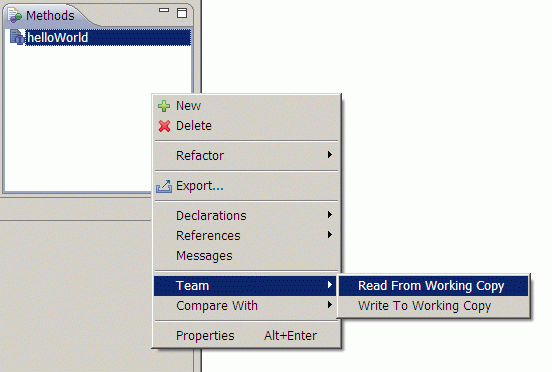 Methods
helloWorld
New
Delete
Refactor
Export...
Declarations
References
Messages
Team
Read From Working Copy
Compare With
Write To Working Copy
Properties Alt+Enter